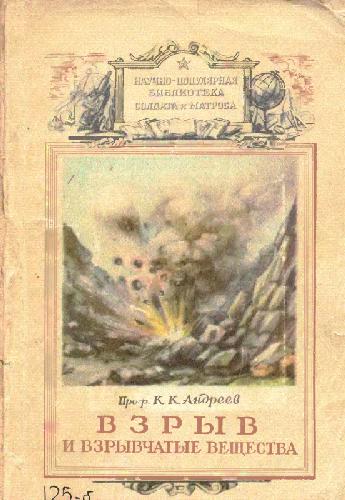 НАУЧНО-ПОПУЛЯРНАЯ
БИБЛИОТЕКА
СОЛДАТА и МАТРОСА
Проф. К. К. Андреев
ВЗРЫВ
И ВЗРЫВЧАТЫЕ ВЕЩЕСТВА
125-б